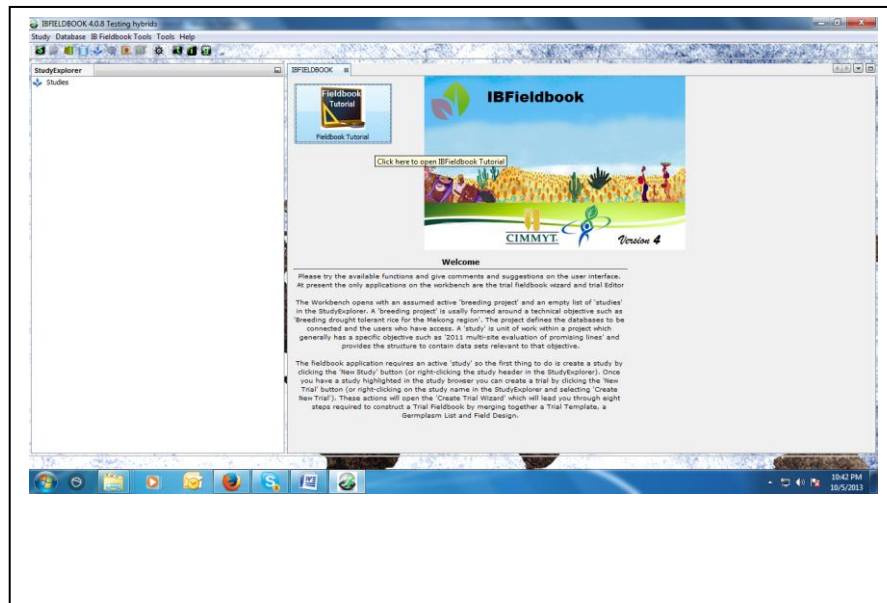 IBFIELDBOOK 4.0.8 Testing hybrids
Study Database IB Fieldbook Tools Tools Help
StudyExplorer
Studies
IBFIELDBOOK
Fieldbook
Tutorial
Fieldbook Tutorial
Click here to open IBFieldbook Tutorial
IBFieldbook
CIMMYT
Version 4
Welcome
Please try the available functions and give comments and suggestions on the user interface.
At present the only applications on the workbench are the trial fieldbook wizard and trial Editor
The Workbench opens with an assumed active 'breeding project' and an empty list of 'studies'
in the StudyExplorer. A 'breeding project' is usally formed around a technical objective such as
'Breeding drought tolerant rice for the Mekong region'. The project defines the databases to be
connected and the users who have access. A 'study' is unit of work within a project which
generally has a specific objective such as '2011 multi-site evaluation of promising lines' and
provides the structure to contain data sets relevant to that objective.
The fieldbook application requires an active 'study' so the first thing to do is create a study by
clicking the 'New Study' button (or right-clicking the study header in the StudyExplorer). Once
you have a study highlighted in the study browser you can create a trial by clicking the 'New
Trial' button (or right-clicking on the study name in the StudyExplorer and selecting 'Create
New Trial'). These actions will open the 'Create Trial Wizard' which will lead you through eight
steps required to construct a Trial Fieldbook by merging together a Trial Template, a
Germplasm List and Field Design.
10:42 PM
10/5/2013